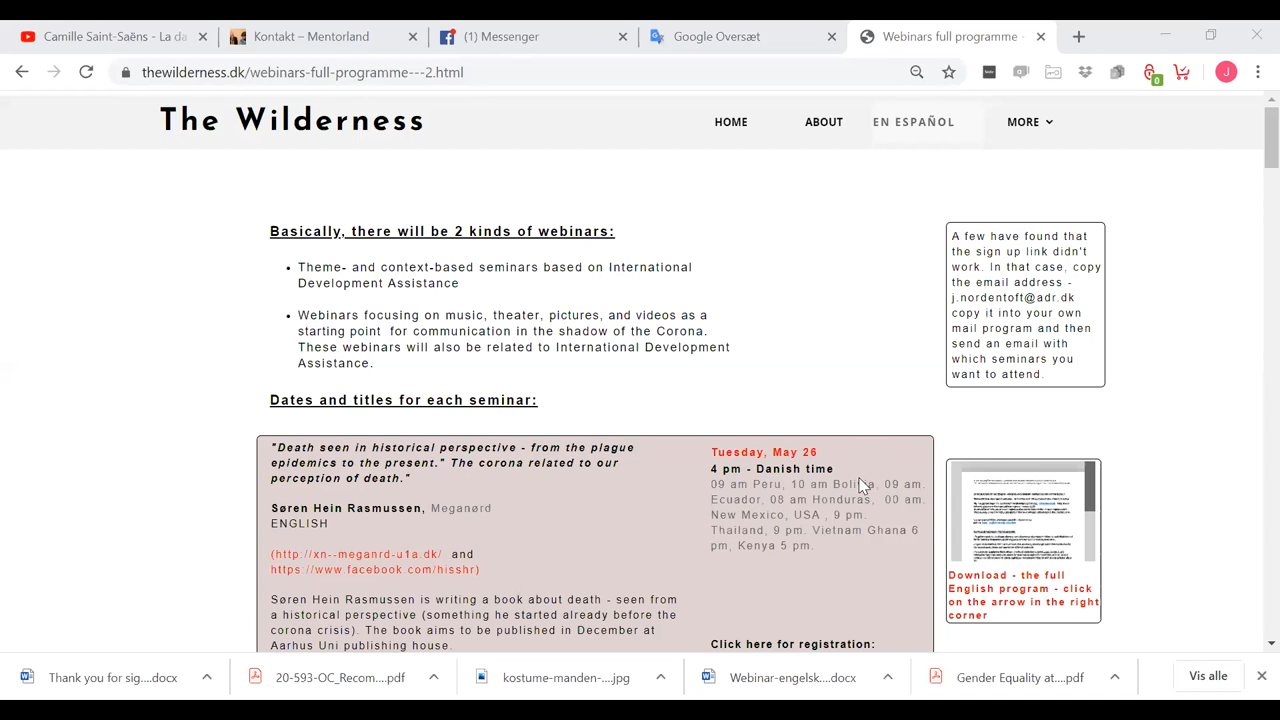 Camille Saint-Saëns - La da
Kontakt – Mentorland
(1) Messenger
Google Oversæt
Webinars full programme -
thewilderness.dk/webinars-full-programme---2.html
0
J
The Wilderness
HOME
ABOUT
EN ESPAÑOL
MORE
Basically, there will be 2 kinds of webinars:
• Theme- and context-based seminars based on International
Development Assistance
• Webinars focusing on music, theater, pictures, and videos as a
starting point for communication in the shadow of the Corona.
These webinars will also be related to International Development
Assistance.
Dates and titles for each seminar:
A few have found that
the sign up link didn't
work. In that case, copy
the email address -
j.nordentoft@adr.dk
copy it into your own
mail program and then
send an email with
which seminars you
want to attend.
"Death seen in historical perspective - from the plague
epidemics to the present." The corona related to our
perception of death."
Søren Hein Rasmussen, Meganørd
ENGLISH
(http://xn--meganrd-u1a.dk/ and
https://www.facebook.com/hisshr)
Søren Hein Rasmussen is writing a book about death - seen from
a historical perspective (something he started already before the
corona crisis). The book aims to be published in December at
Aarhus Uni publishing house.
Tuesday, May 26
4 pm - Danish time
09 am Peru, 10 am Bolivia, 09 am.
Ecuador, 08 am Honduras, 00 am.
New Mexico, USA , 9 pm.
Thailand, 9 pm. Vietnam Ghana 6
pm, Kenya 5 pm.
Click here for registration:
Download - the full
English program - click
on the arrow in the right
corner
Thank you for sig....docx
20-593-OC_Recom....pdf
kostume-manden-....jpg
Webinar-engelsk....docx
Gender Equality at....pdf
Vis alle